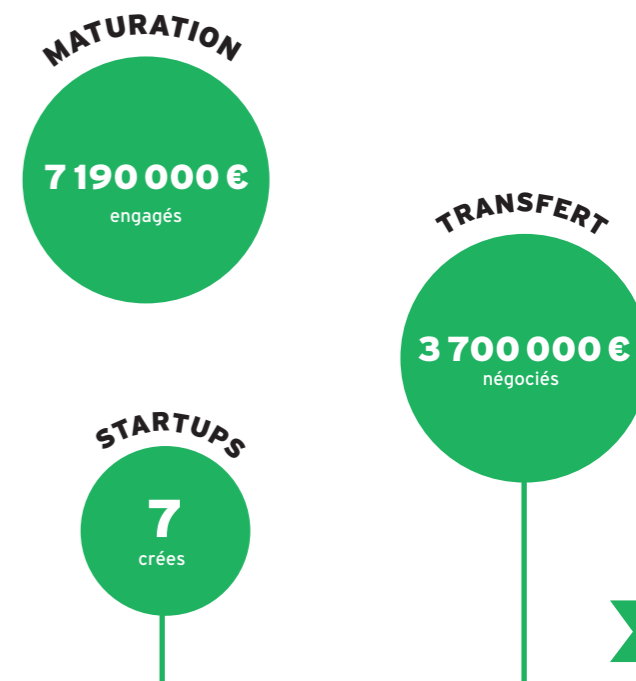 MATURATION
7 190 000 €
engagés
TRANSFERT
3 700 000 €
négociés
STARTUPS
7
crées